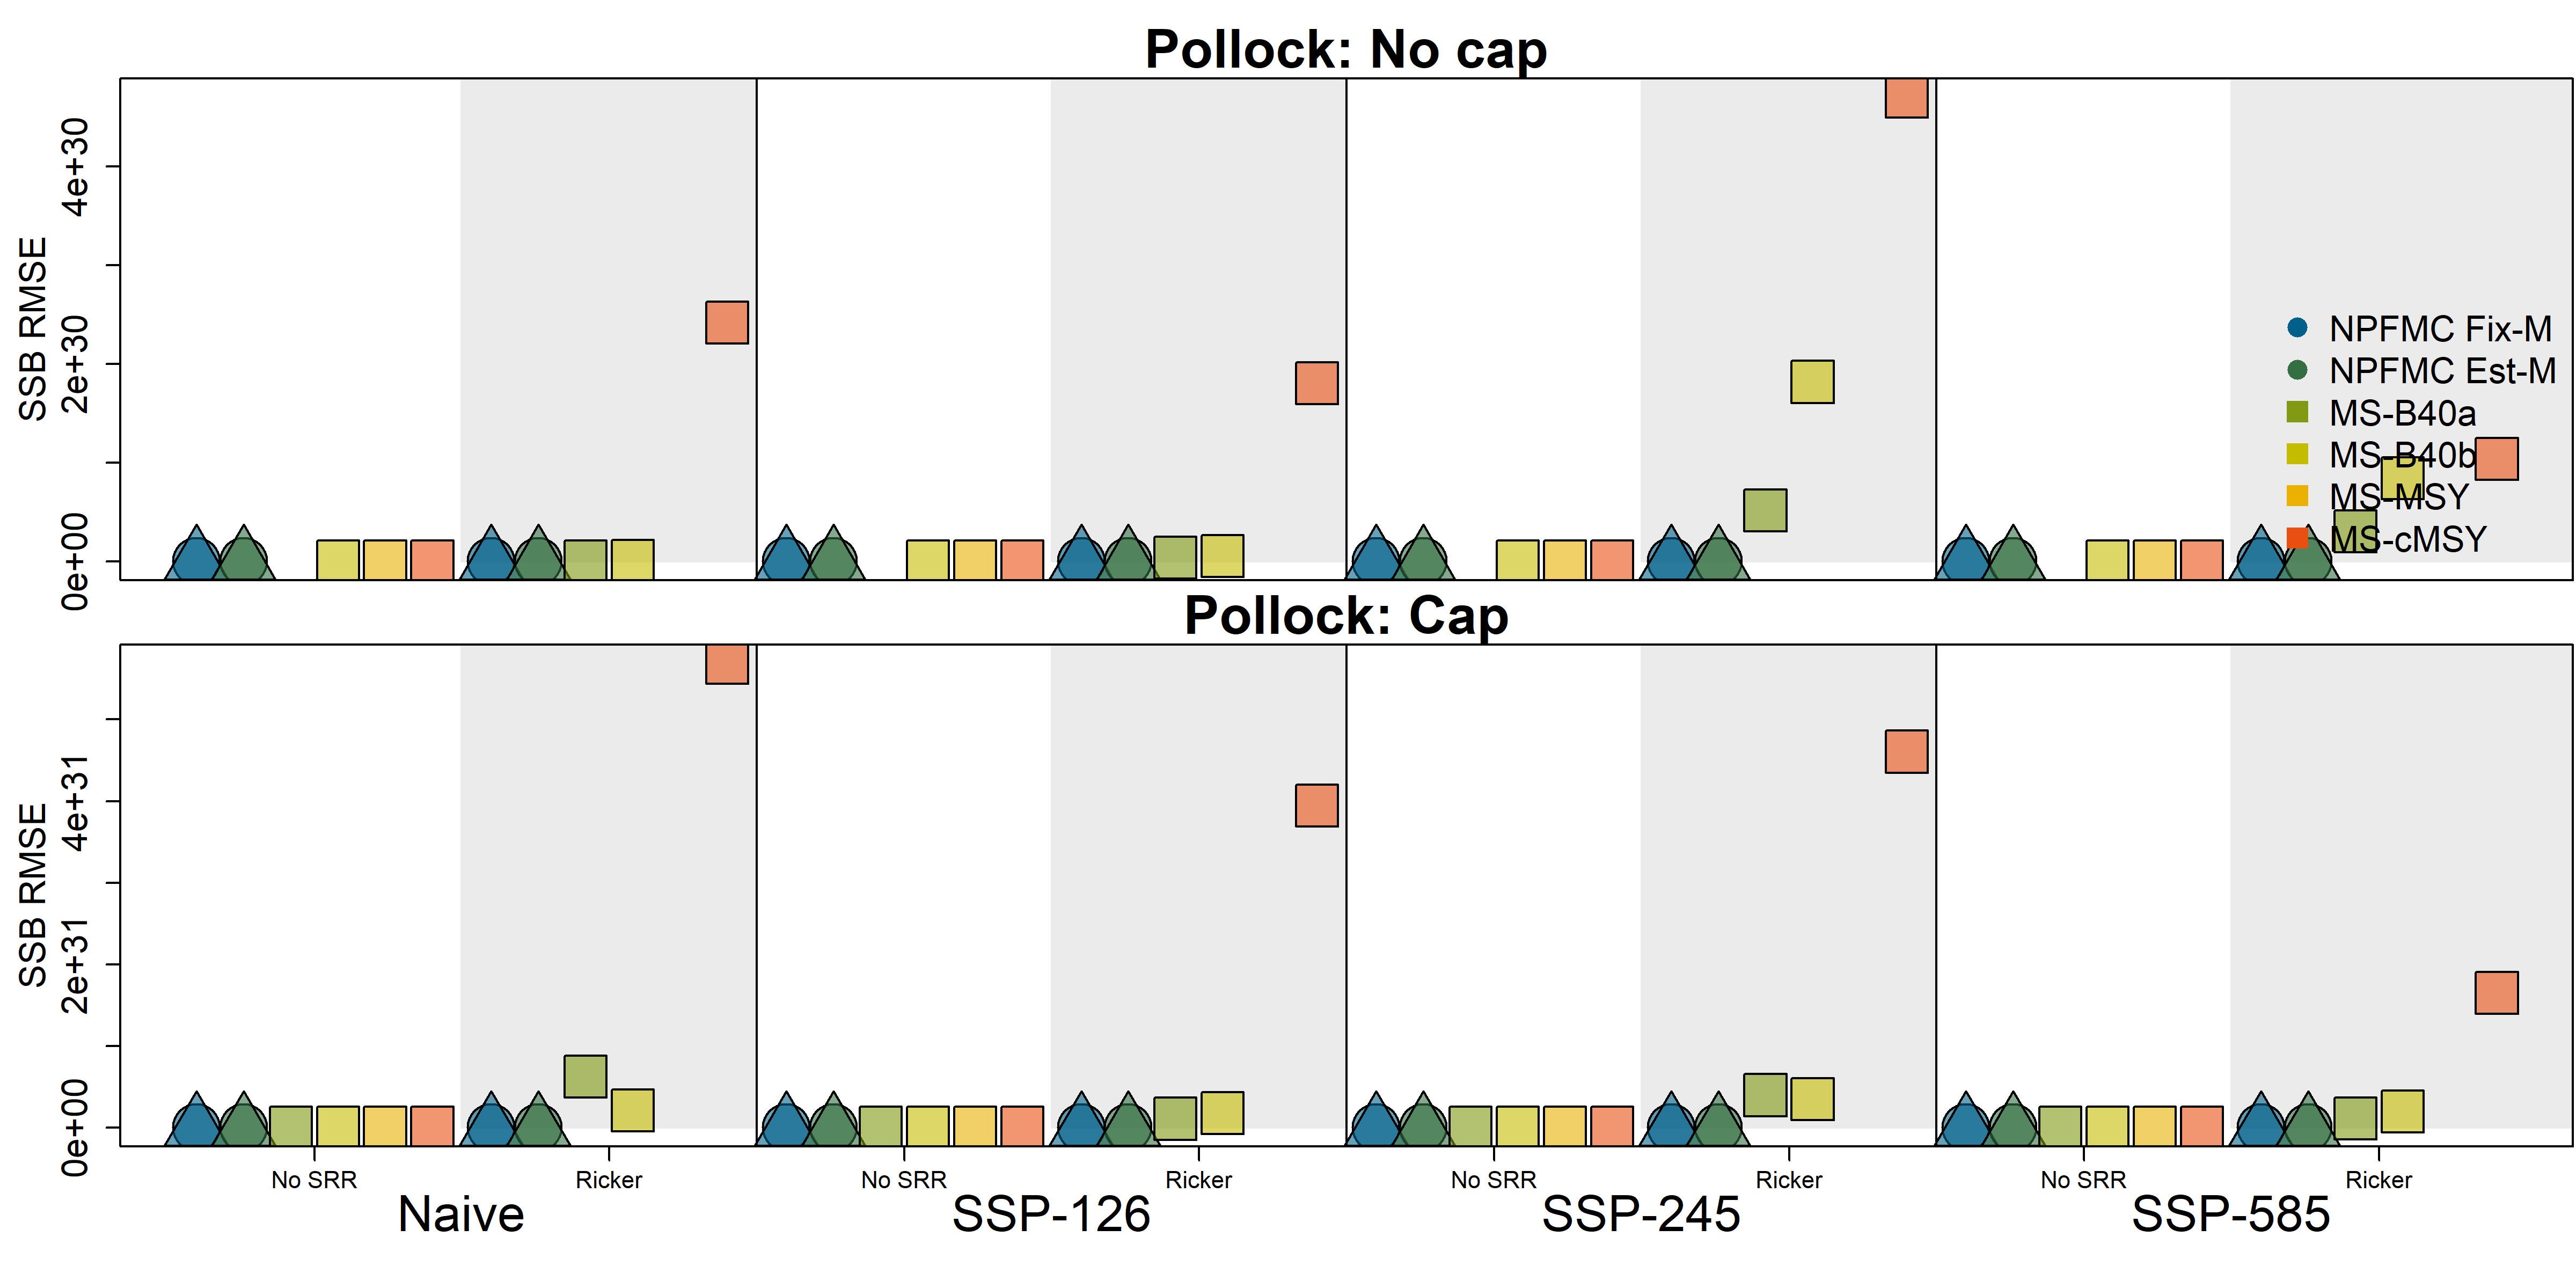 Pollock: No cap
SSB RMSE
4e+30
2e+30
0e+00
NPFMC Fix-M
NPFMC Est-M
MS-B40a
MS-B40b
MS-MSY
MS-cMSY
Pollock: Cap
SSB RMSE
4e+31
2e+31
0e+00
No SRR Ricker No SRR Ricker No SRR Ricker No SRR Ricker
Naive SSP-126 SSP-245 SSP-585